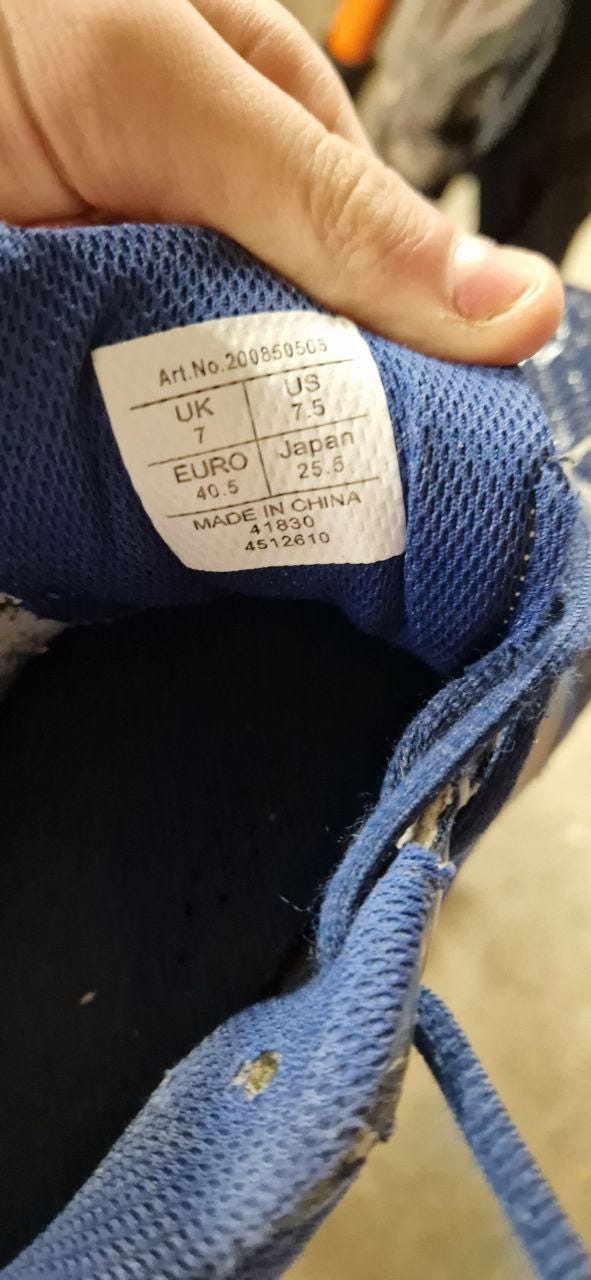 Art.No.200850505
UK US
7 7.5
EURO Japan
40.5 25.5
MADE IN CHINA
41830
4512610